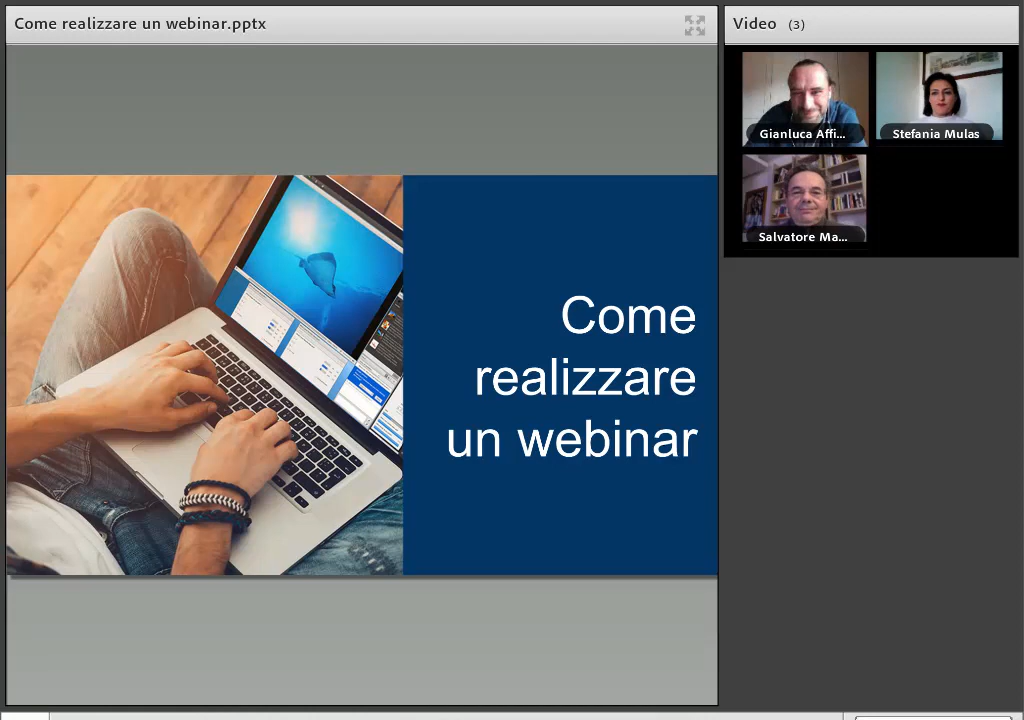 Come realizzare un webinar.pptx
Video (3)
Gianluca Affi...
Stefania Mulas
Salvatore Ma...
Come
realizzare
un webinar